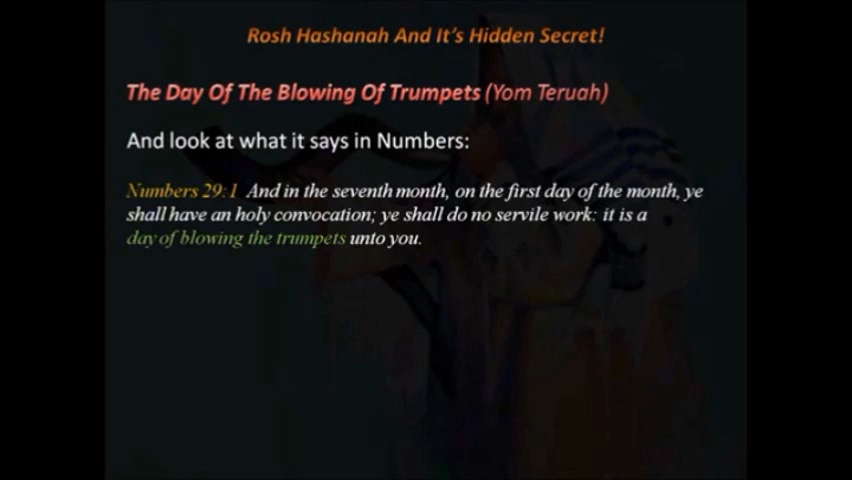 Rosh Hashanah And It's Hidden Secret!
The Day Of The Blowing Of Trumpets (Yom Teruah)
And look at what it says in Numbers:
Numbers 29:1 And in the seventh month, on the first day of the month, ye
shall have an holy convocation; ye shall do no servile work: it is a
day of blowing the trumpets unto you.